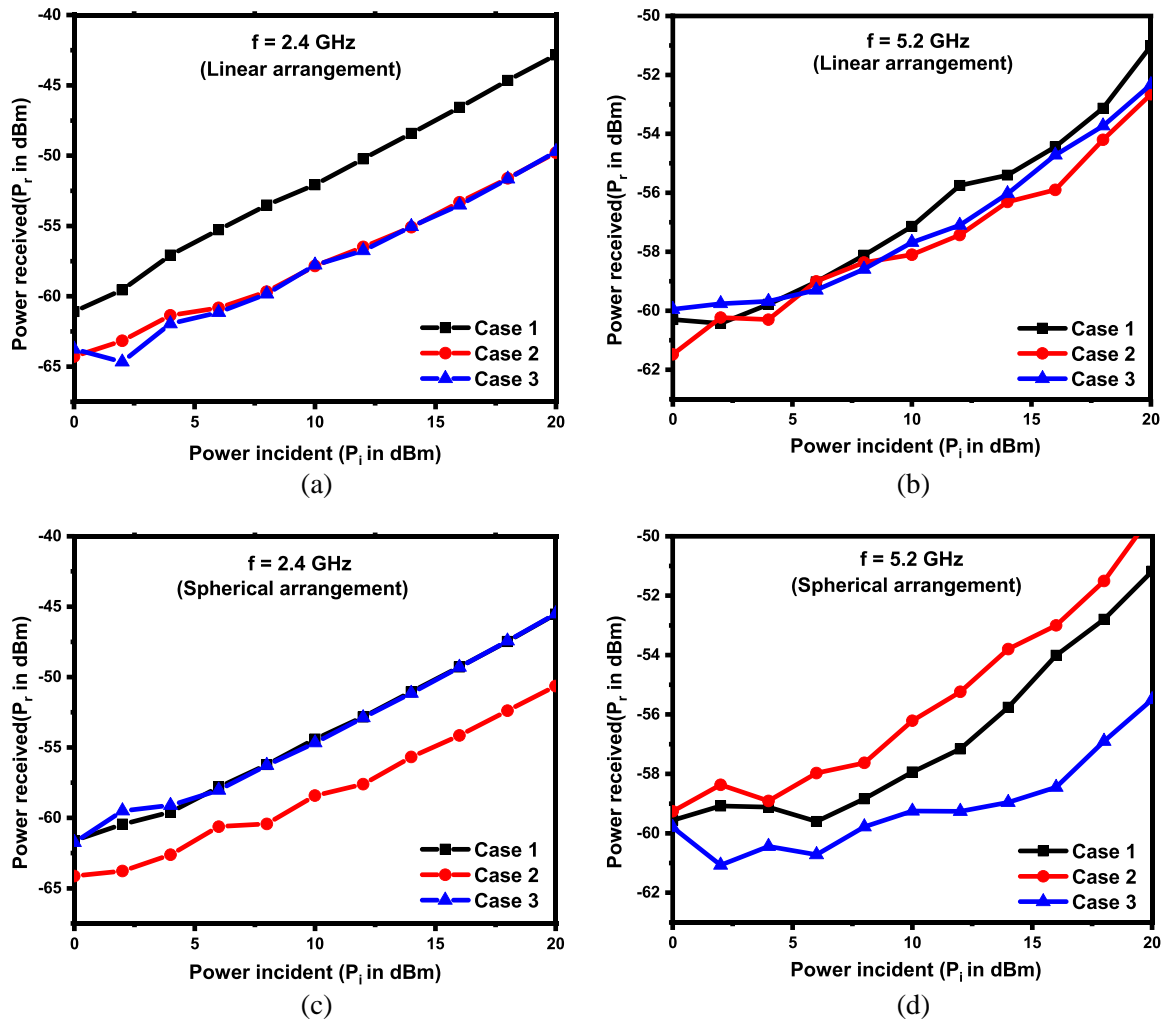 f = 2.4 GHz
(Linear arrangement)
Power received(Pr in dBm)
-40
-45
-50
-55
-60
-65
Case 1
Case 2
Case 3
0 5 10 15 20
Power incident (Pi in dBm)
(a)
f = 5.2 GHz
(Linear arrangement)
Power received(Pr in dBm)
-50
-52
-54
-56
-58
-60
-62
Case 1
Case 2
Case 3
0 5 10 15 20
Power incident (Pi in dBm)
(b)
f = 2.4 GHz
(Spherical arrangement)
Power received(Pr in dBm)
-40
-45
-50
-55
-60
-65
Case 1
Case 2
Case 3
0 5 10 15 20
Power incident (Pi in dBm)
(c)
f = 5.2 GHz
(Spherical arrangement)
Power received(Pr in dBm)
-50
-52
-54
-56
-58
-60
-62
Case 1
Case 2
Case 3
0 5 10 15 20
Power incident (Pi in dBm)
(d)